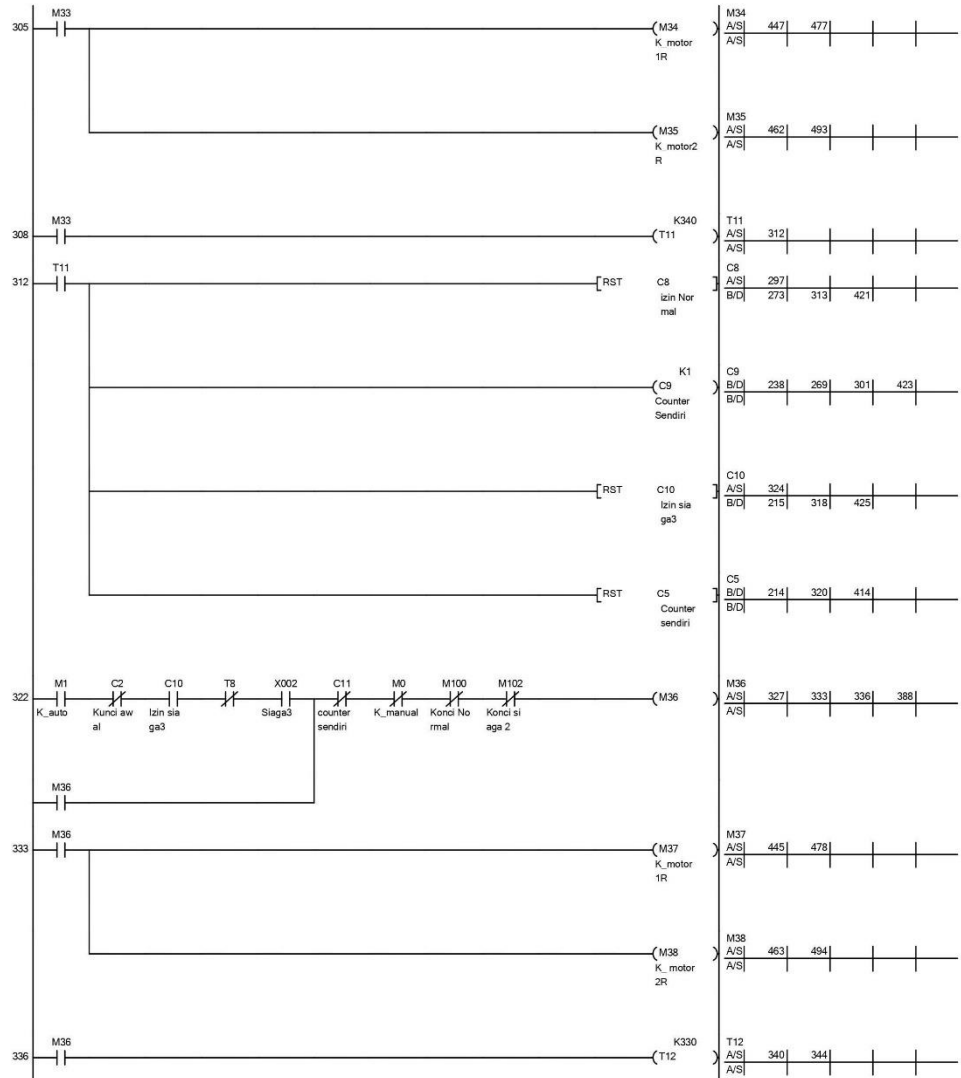 M33 M34
305 (M34 ) A/S 447 477
K_motor A/S
1R
M35
(M35 ) A/S 462 493
K_motor2 A/S
R
M33 K340 T11
308 (T11 ) A/S 312
A/S
T11 C8
312 [RST C8 ] A/S 297
izin Nor B/D 273 313 421
mal
K1 C9
(C9 ) B/D 238 269 301 423
Counter B/D
Sendiri
C10
[RST C10 ] A/S 324
Izin sia B/D 215 318 425
ga3
C5
[RST C5 ] B/D 214 320 414
Counter B/D
sendiri
M1 C2 C10 T8 X002 C11 M0 M100 M102 M36
322 (M36 ) A/S 327 333 336 388
K_auto Kunci aw Izin sia Siaga3 counter K_manual Konci No Konci si A/S
al ga3 sendiri rmal aga 2
M36
M36 M37
333 (M37 ) A/S 445 478
K_motor A/S
1R
M38
(M38 ) A/S 463 494
K_ motor A/S
2R
M36 K330 T12
336 (T12 ) A/S 340 344
A/S